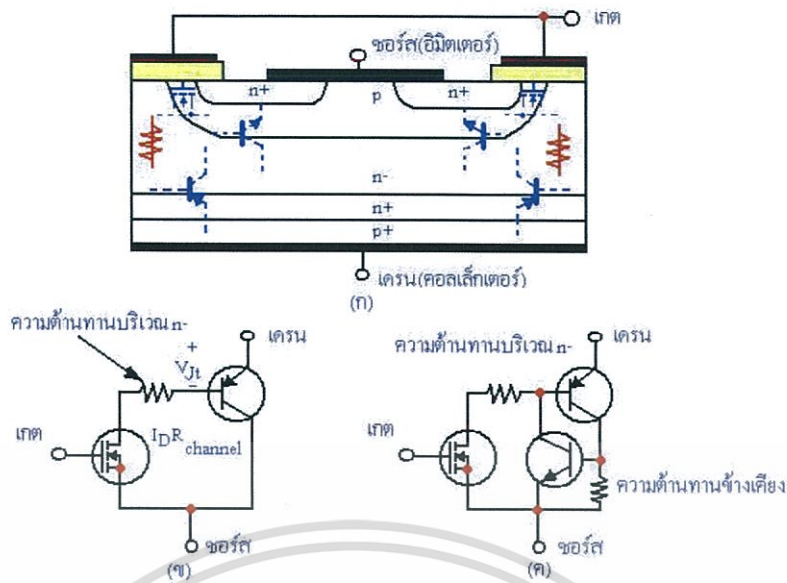 เกต
ซอร์ส(อิมิตเตอร์)
n+
p
n+
n-
n+
p+
เดรน(คอลเล็กเตอร์)
(ก)
ความต้านทานบริเวณ n-
เดรน
+
VJt
-
เกต
IDR channel
ซอร์ส
(ข)
ความต้านทานบริเวณ n-
เดรน
เกต
ความต้านทานข้างเคียง
ซอร์ส
(ค)